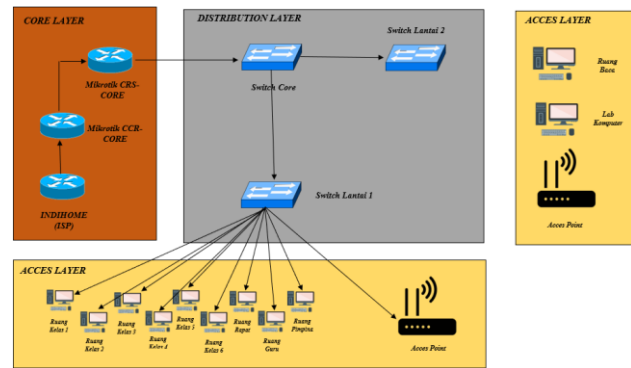 CORE LAYER
Mikrotik CRS-
CORE
Mikrotik CCR-
CORE
INDIHOME
(ISP)
DISTRIBUTION LAYER
Switch Lantai 2
Switch Core
Switch Lantai 1
ACCES LAYER
Ruang
Baca
Lab
Komputer
Acces Point
ACCES LAYER
Ruang
Kelas 1
Ruang
Kelas 2
Ruang
Kelas 3
Ruang
Kelas 4
Ruang
Kelas 5
Ruang
Kelas 6
Ruang
Rapat
Ruang
Guru
Ruang
Pimpina
Acces Point